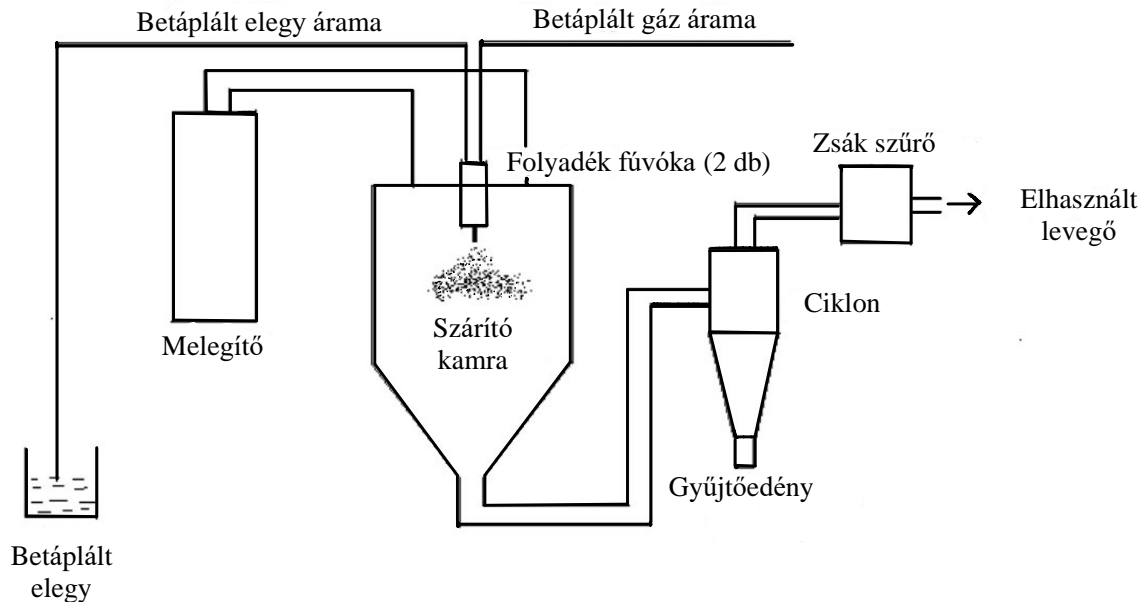 Betáplált elegy árama
Betáplált gáz árama
Folyadék fúvóka (2 db)
Zsák szűrő
Elhasznált
levegő
Ciklon
Szárító
kamra
Melegítő
Gyűjtőedény
Betáplált
elegy